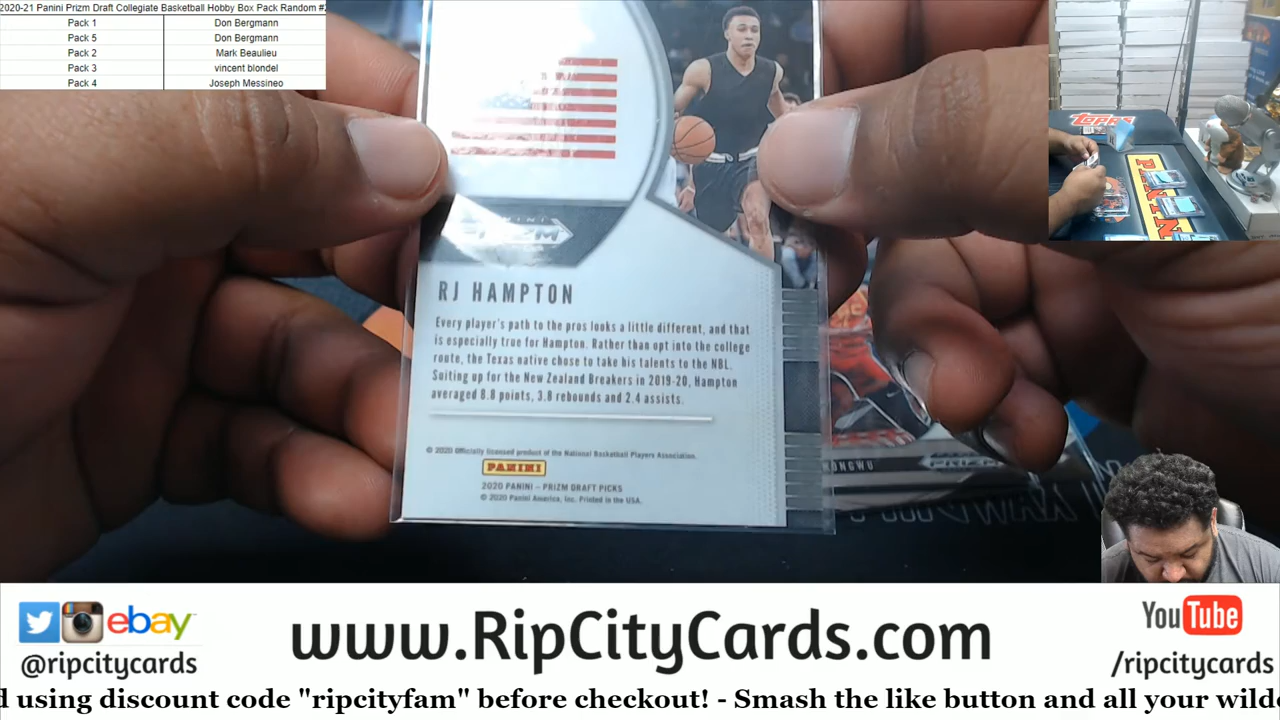 2020-21 Panini Prizm Draft Collegiate Basketball Hobby Box Pack Random #2
Pack 1 Don Bergmann
Pack 5 Don Bergmann
Pack 2 Mark Beaulieu
Pack 3 vincent blondel
Pack 4 Joseph Messineo
TOPPS
PANINI
PANINI
PRIZM
RJ HAMPTON
Every player's path to the pros looks a little different, and that
is especially true for Hampton. Rather than opt into the college
route, the Texas native chose to take his talents to the NBL.
Suiting up for the New Zealand Breakers in 2019-20, Hampton
averaged 8.8 points, 3.8 rebounds and 2.4 assists.
© 2020 Officially licensed product of the National Basketball Players Association.
PANINI
2020 PANINI – PRIZM DRAFT PICKS
© 2020 Panini America, Inc. Printed in the USA.
ONGWU
PRIZM
ebay
@ripcitycards
www.RipCityCards.com
YouTube
/ripcitycards
d using discount code "ripcityfam" before checkout! - Smash the like button and all your wilde